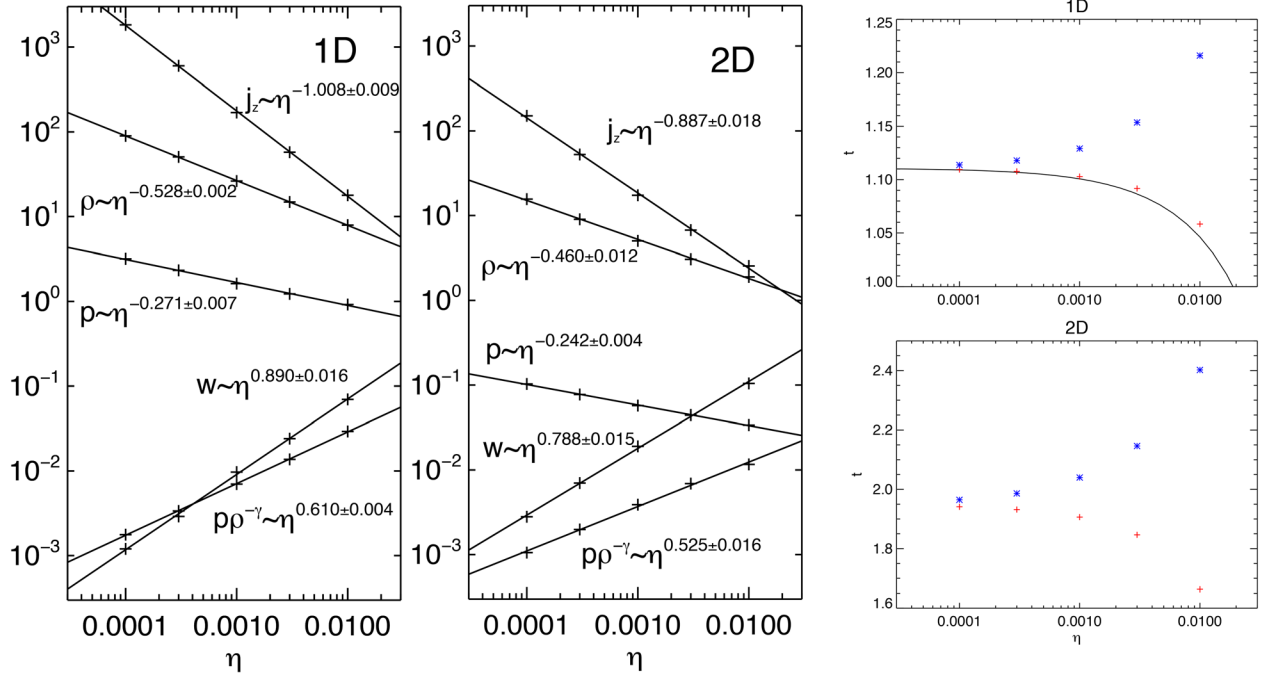 1D
10^3
10^2
10^1
10^0
10^−1
10^−2
10^−3
j_z~η^−1.008±0.009
ρ~η^−0.528±0.002
p~η^−0.271±0.007
w~η^0.890±0.016
pρ^−γ~η^0.610±0.004
0.0001 0.0010 0.0100
η
2D
10^3
10^2
10^1
10^0
10^−1
10^−2
10^−3
j_z~η^−0.887±0.018
ρ~η^−0.460±0.012
p~η^−0.242±0.004
w~η^0.788±0.015
pρ^−γ~η^0.525±0.016
0.0001 0.0010 0.0100
η
1D
1.25
1.20
1.15
1.10
1.05
1.00
t
0.0001 0.0010 0.0100
2D
2.4
2.2
2.0
1.8
1.6
t
0.0001 0.0010 0.0100
η